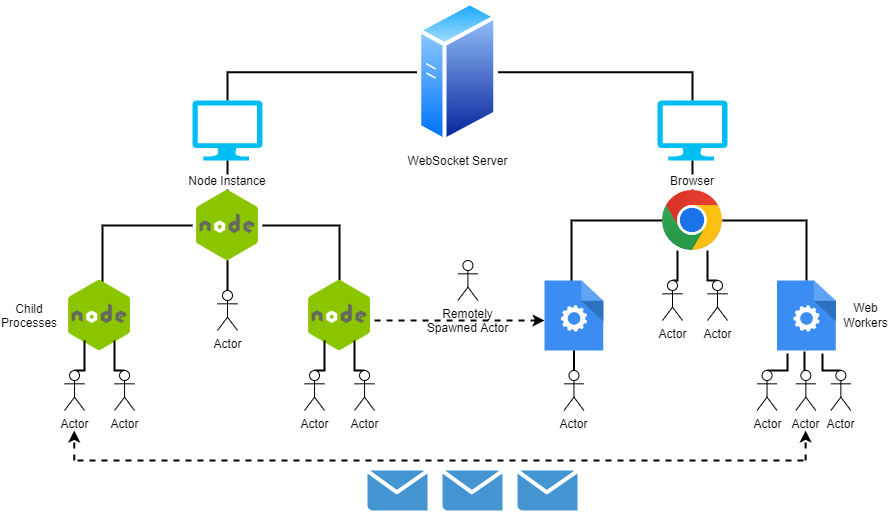 WebSocket Server
Node Instance
Browser
node
Child
Processes
node
Actor
node
Remotely
Spawned Actor
Actor
Actor
Web
Workers
Actor
Actor
Actor
Actor
Actor
Actor
Actor
Actor